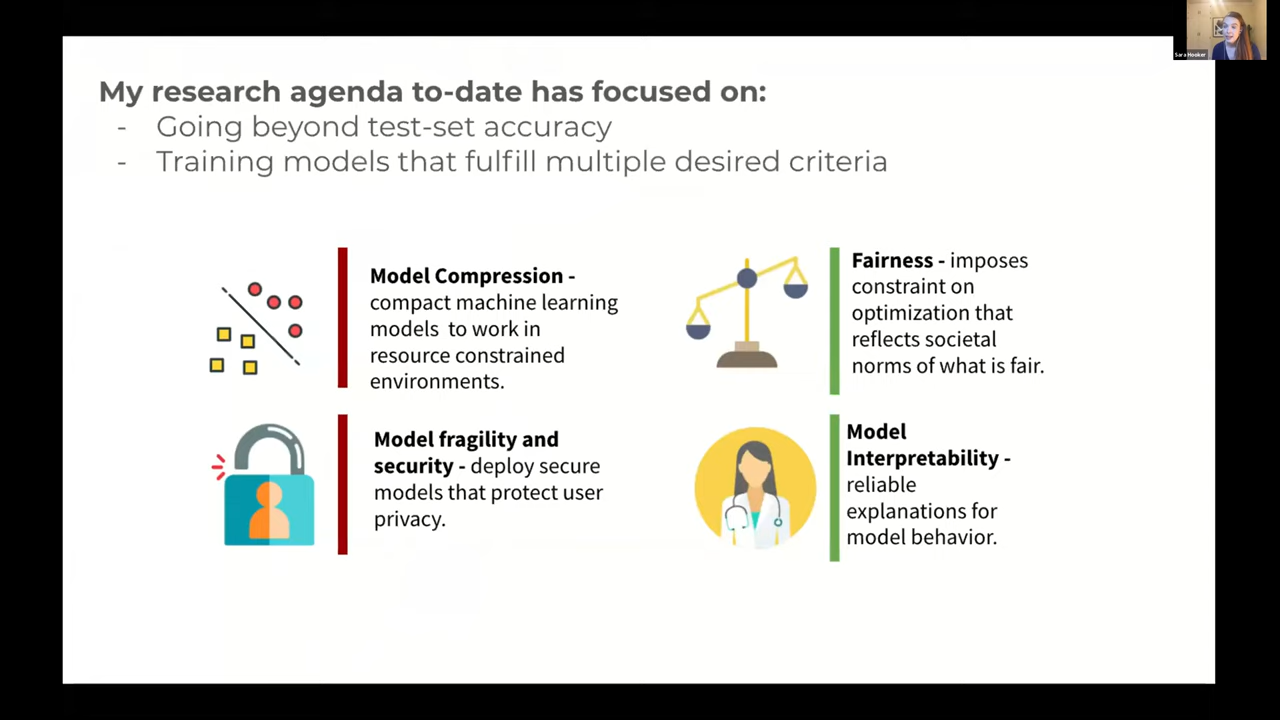 My research agenda to-date has focused on:
- Going beyond test-set accuracy
- Training models that fulfill multiple desired criteria
Model Compression -
compact machine learning
models to work in
resource constrained
environments.
Fairness - imposes
constraint on
optimization that
reflects societal
norms of what is fair.
Model fragility and
security - deploy secure
models that protect user
privacy.
Model
Interpretability -
reliable
explanations for
model behavior.
Sara Hooker